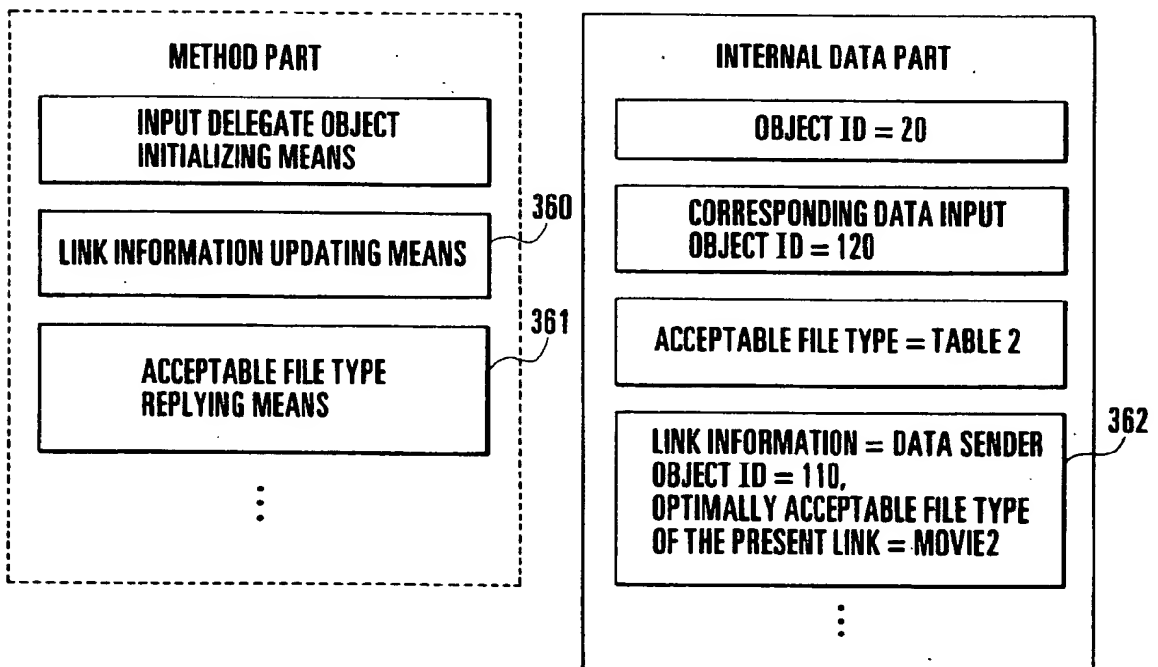 METHOD PART
INPUT DELEGATE OBJECT
INITIALIZING MEANS
360
LINK INFORMATION UPDATING MEANS
361
ACCEPTABLE FILE TYPE
REPLYING MEANS
INTERNAL DATA PART
OBJECT ID = 20
CORRESPONDING DATA INPUT
OBJECT ID = 120
ACCEPTABLE FILE TYPE = TABLE 2
362
LINK INFORMATION = DATA SENDER
OBJECT ID = 110,
OPTIMALLY ACCEPTABLE FILE TYPE
OF THE PRESENT LINK = MOVIE2